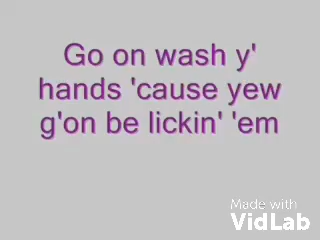 Go on wash y'
hands 'cause yew
g'on be lickin' 'em
Made with
VidLab